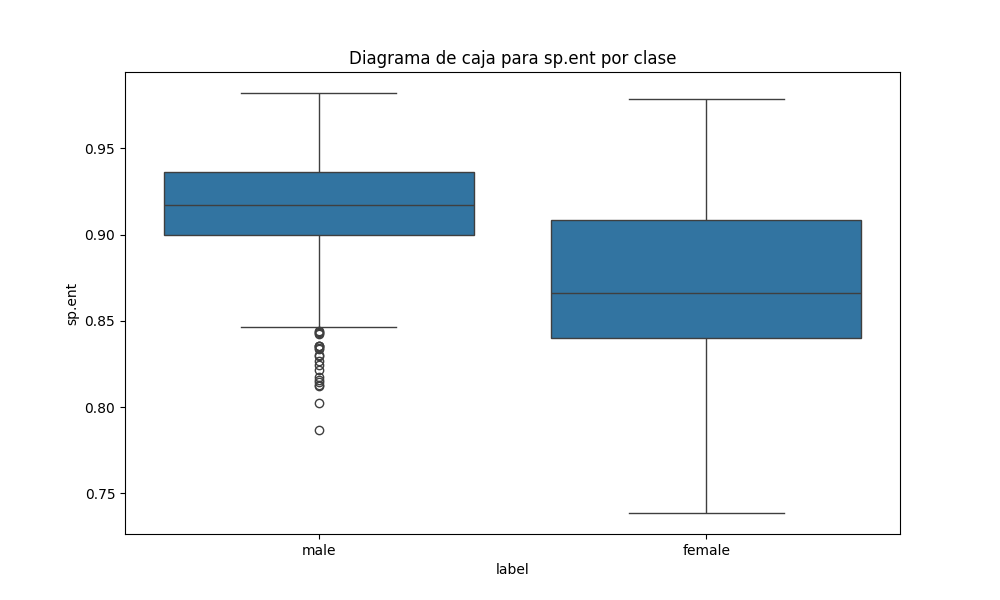 Diagrama de caja para sp.ent por clase
sp.ent
0.95
0.90
0.85
0.80
0.75
male
female
label